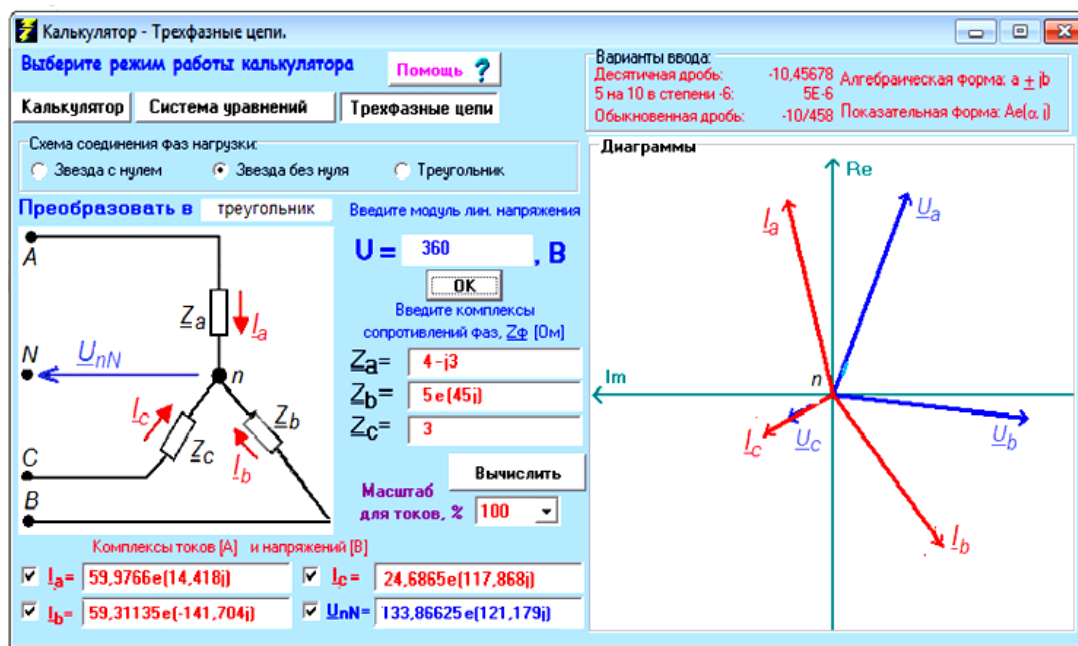 Калькулятор - Трехфазные цепи.
Выберите режим работы калькулятора
Помощь ?
Калькулятор
Система уравнений
Трехфазные цепи
Варианты ввода:
Десятичная дробь: -10,45678
5 на 10 в степени -6: 5E-6
Обыкновенная дробь: -10/458
Алгебраическая форма: a + jb
Показательная форма: Ae(α j)
Схема соединения фаз нагрузки:
Звезда с нулем
Звезда без нуля
Треугольник
Преобразовать в треугольник
A
Za
Ia
N
UnN
n
Ic
Zc
Zb
Ib
C
B
Введите модуль лин. напряжения
U = 360 , В
OK
Введите комплексы
сопротивлений фаз, Zф [Ом]
Za= 4-j3
Zb= 5e(45j)
Zc= 3
Вычислить
Масштаб
для токов, % 100
Комплексы токов [A] и напряжений [B]
Ia= 59,9766e(14,418j)
Ic= 24,6865e(117,868j)
Ib= 59,31135e(-141,704j)
UnN= 133,86625e(121,179j)
Диаграммы
Re
Ia
Ua
Im
n
Ic
Uc
Ub
Ib